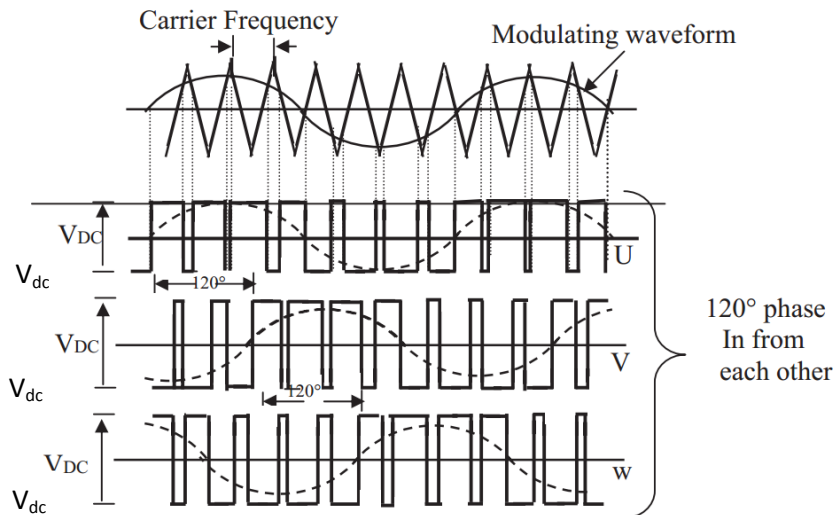 Carrier Frequency
Modulating waveform
VDC
U
Vdc
120°
VDC
V
Vdc
120°
120° phase
In from
each other
VDC
w
Vdc